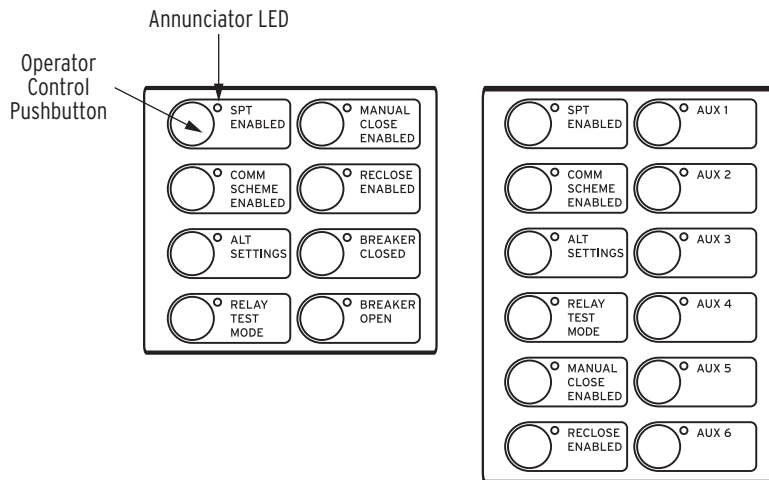 Annunciator LED
Operator
Control
Pushbutton
SPT
ENABLED
MANUAL
CLOSE
ENABLED
COMM
SCHEME
ENABLED
RECLOSE
ENABLED
ALT
SETTINGS
BREAKER
CLOSED
RELAY
TEST
MODE
BREAKER
OPEN
SPT
ENABLED
AUX 1
COMM
SCHEME
ENABLED
AUX 2
ALT
SETTINGS
AUX 3
RELAY
TEST
MODE
AUX 4
MANUAL
CLOSE
ENABLED
AUX 5
RECLOSE
ENABLED
AUX 6